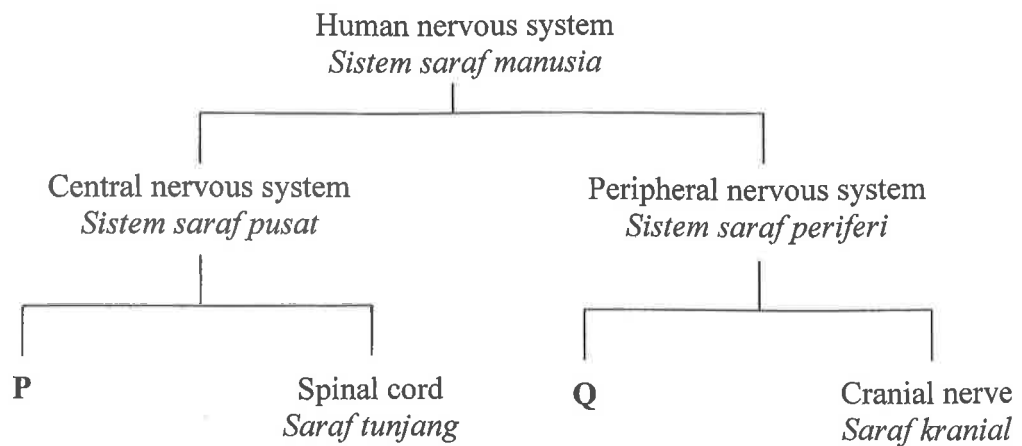 Human nervous system
Sistem saraf manusia
Central nervous system
Sistem saraf pusat
Peripheral nervous system
Sistem saraf periferi
P
Spinal cord
Saraf tunjang
Q
Cranial nerve
Saraf kranial